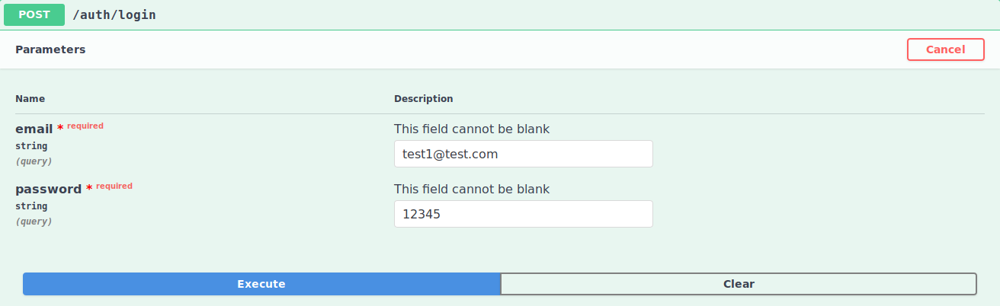 POST /auth/login
Parameters Cancel
Name Description
email * required This field cannot be blank
string test1@test.com
(query)
password * required This field cannot be blank
string 12345
(query)
Execute Clear